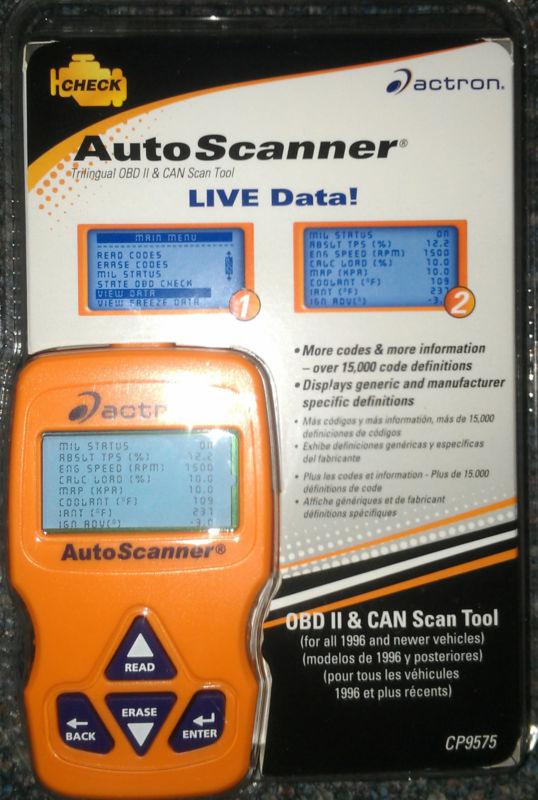 CHECK
actron®
AutoScanner®
Trilingual OBD II & CAN Scan Tool
LIVE Data!
MAIN MENU
READ CODES
ERASE CODES
MIL STATUS
STATE OBD CHECK
VIEW DATA
VIEW FREEZE DATA
1
MIL STATUS ON
ABSLT TPS (%) 12.2
ENG SPEED (RPM) 1500
CALC LOAD (%) 10.0
MAP (KPA) 10.0
COOLANT (°F) 109
IANT (°F) 237
IGN ADV(°) -3.
2
• More codes & more information
– over 15,000 code definitions
• Displays generic and manufacturer
specific definitions
• Más códigos y más información, más de 15,000
definiciones de códigos
• Exhibe definiciones genéricas y específicas
del fabricante
• Plus les codes et information - Plus de 15.000
définitions de code
• Affiche génériques et de fabricant
définitions spécifiques
actron
MIL STATUS ON
ABSLT TPS (%) 12.2
ENG SPEED (RPM) 1500
CALC LOAD (%) 10.0
MAP (KPA) 10.0
COOLANT (°F) 109
IANT (°F) 237
IGN ADV(°) -3.0
AutoScanner®
READ
ERASE
BACK
ENTER
OBD II & CAN Scan Tool
(for all 1996 and newer vehicles)
(modelos de 1996 y posteriores)
(pour tous les véhicules
1996 et plus récents)
CP9575